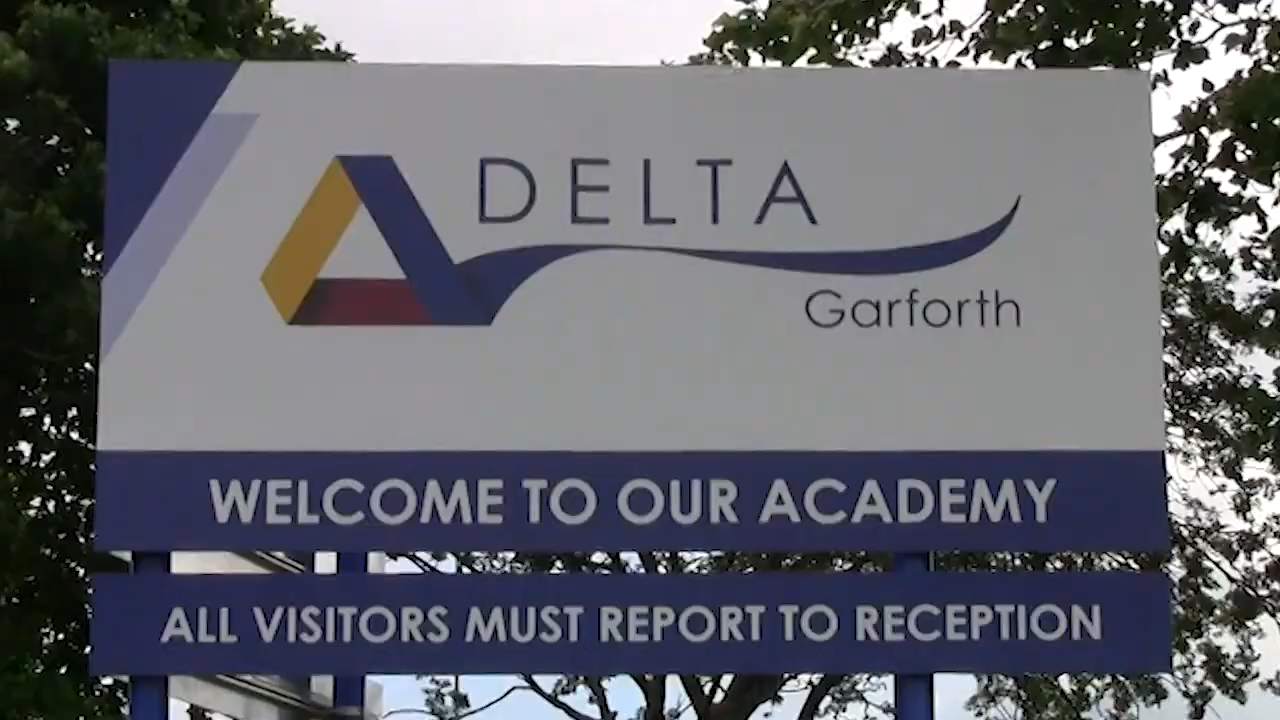 DELTA
Garforth
WELCOME TO OUR ACADEMY
ALL VISITORS MUST REPORT TO RECEPTION